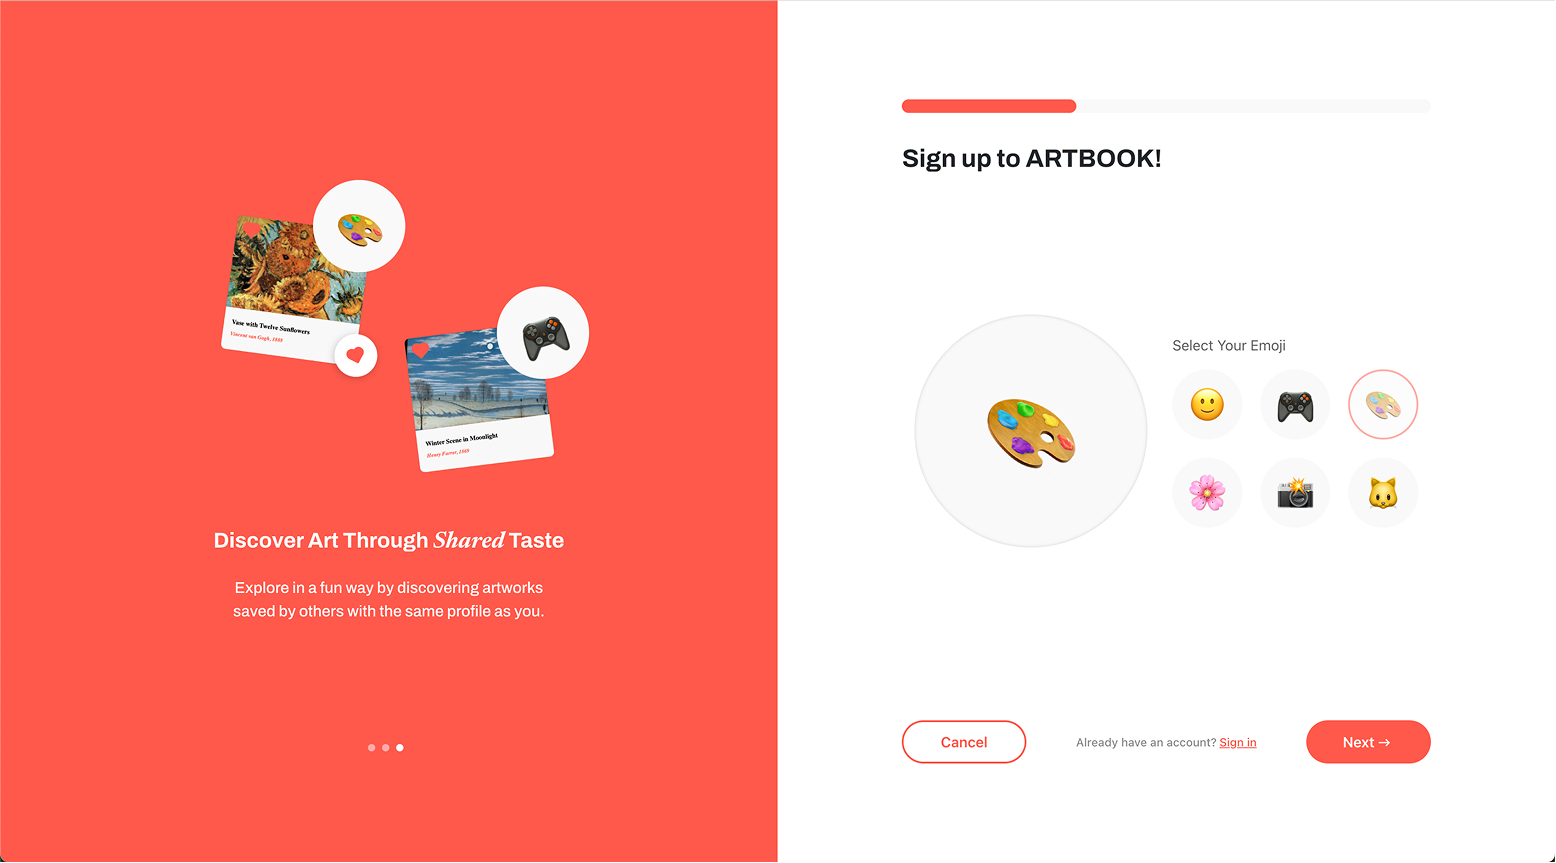 Vase with Twelve Sunflowers
Vincent van Gogh, 1888
Winter Scene in Moonlight
Henry Farrer, 1869
Discover Art Through Shared Taste
Explore in a fun way by discovering artworks
saved by others with the same profile as you.
Sign up to ARTBOOK!
Select Your Emoji
Cancel
Already have an account? Sign in
Next →